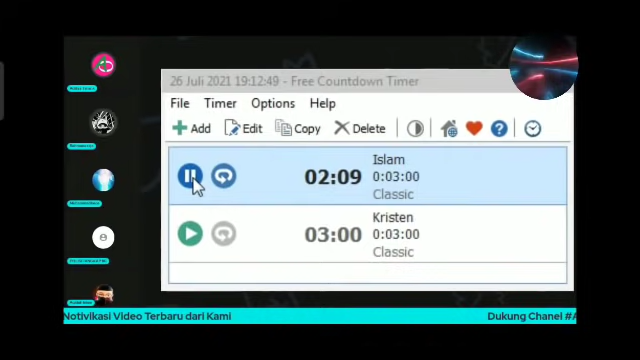 26 Juli 2021 19:12:49 - Free Countdown Timer
File Timer Options Help
Add Edit Copy Delete
Islam
02:09 0:03:00
Classic
Kristen
03:00 0:03:00
Classic
Notivikasi Video Terbaru dari Kami Dukung Chanel #A